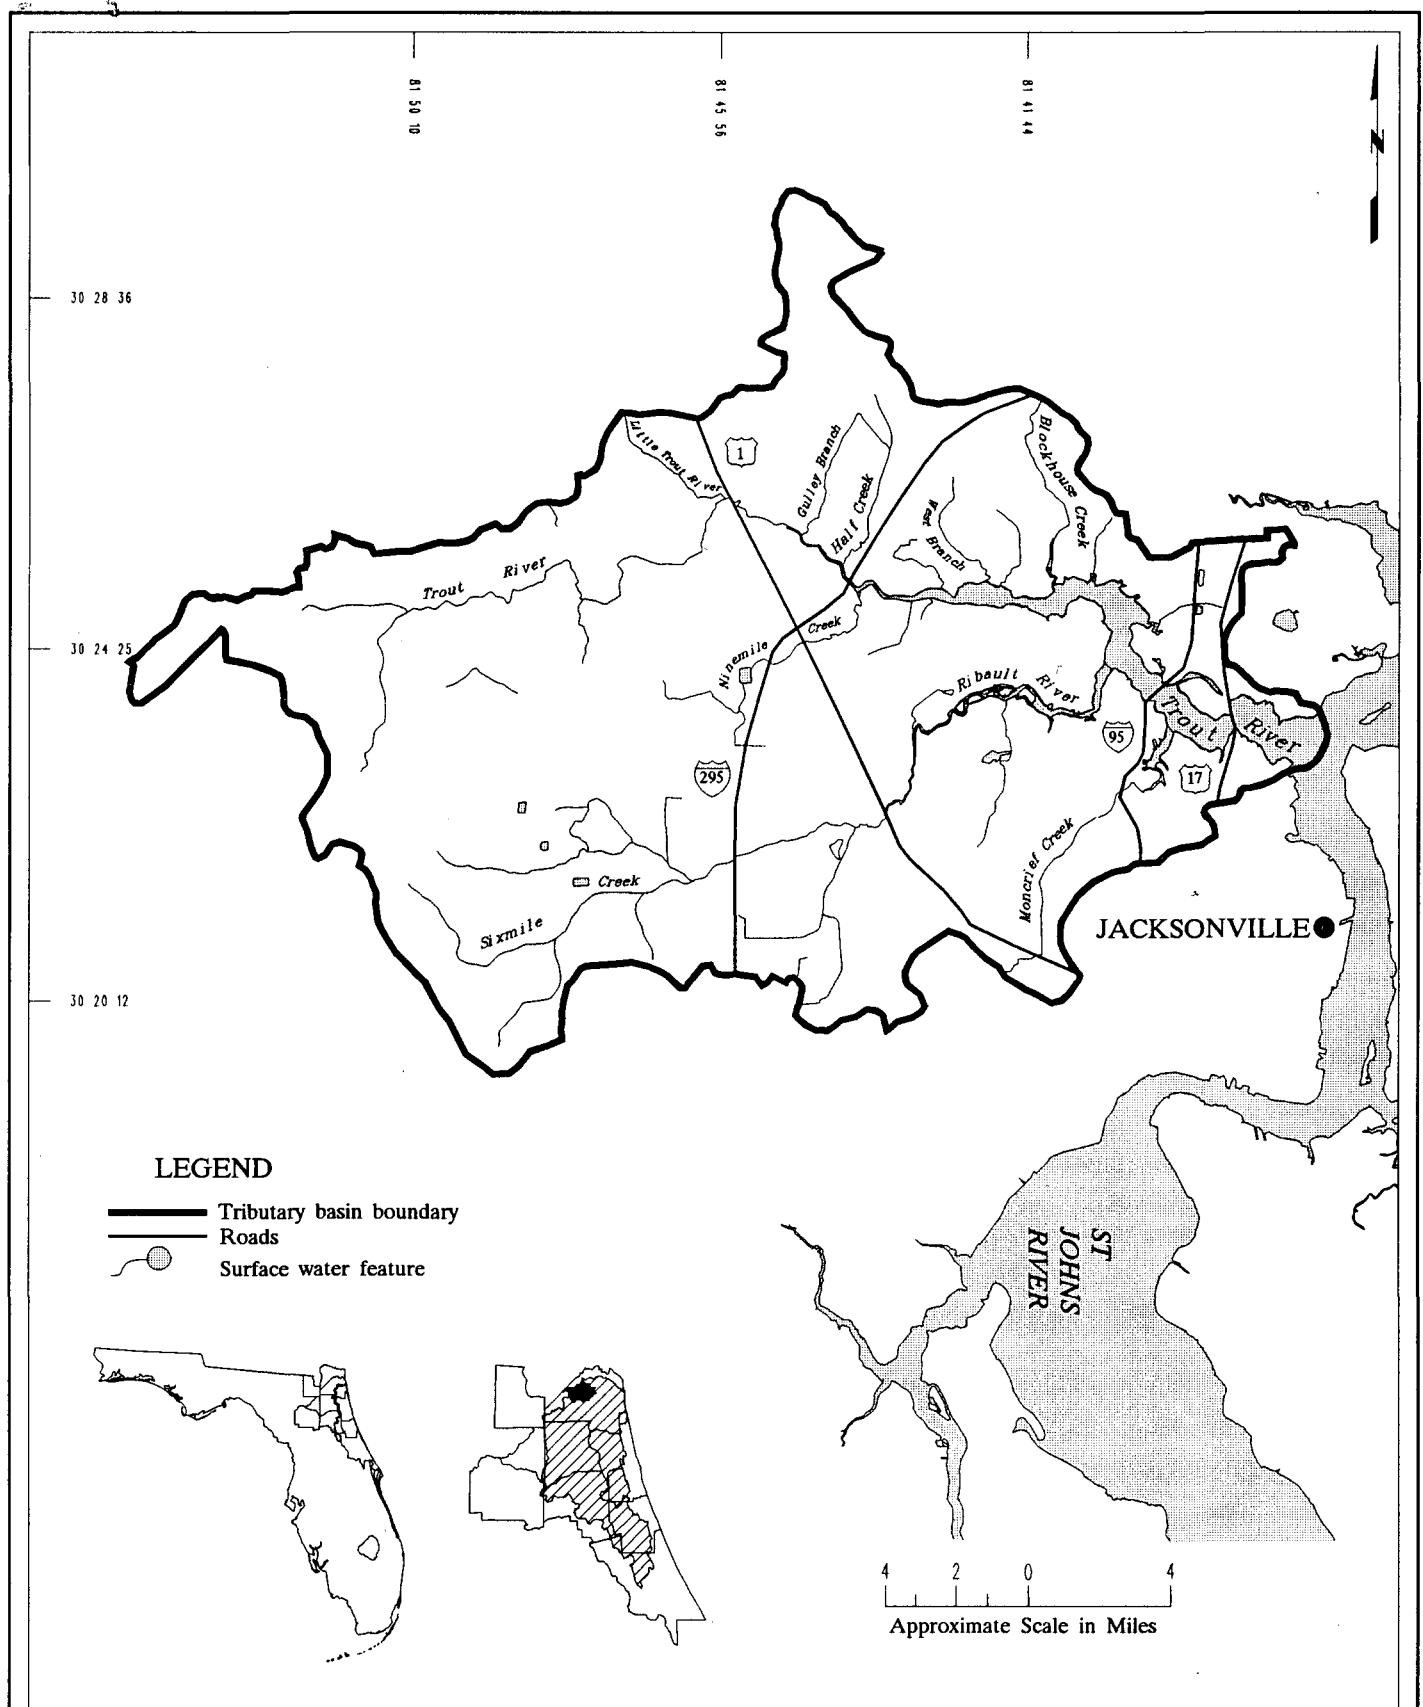 81 50 10
81 45 56
81 41 44
N
30 28 36
Little Trout River
1
Gulley Branch
Half Creek
West Branch
Blockhouse Creek
Trout River
30 24 25
Ninemile Creek
Ribault River
Trout River
95
17
295
Moncrief Creek
Sixmile Creek
JACKSONVILLE
30 20 12
LEGEND
Tributary basin boundary
Roads
Surface water feature
ST
JOHNS
RIVER
4 2 0 4
Approximate Scale in Miles